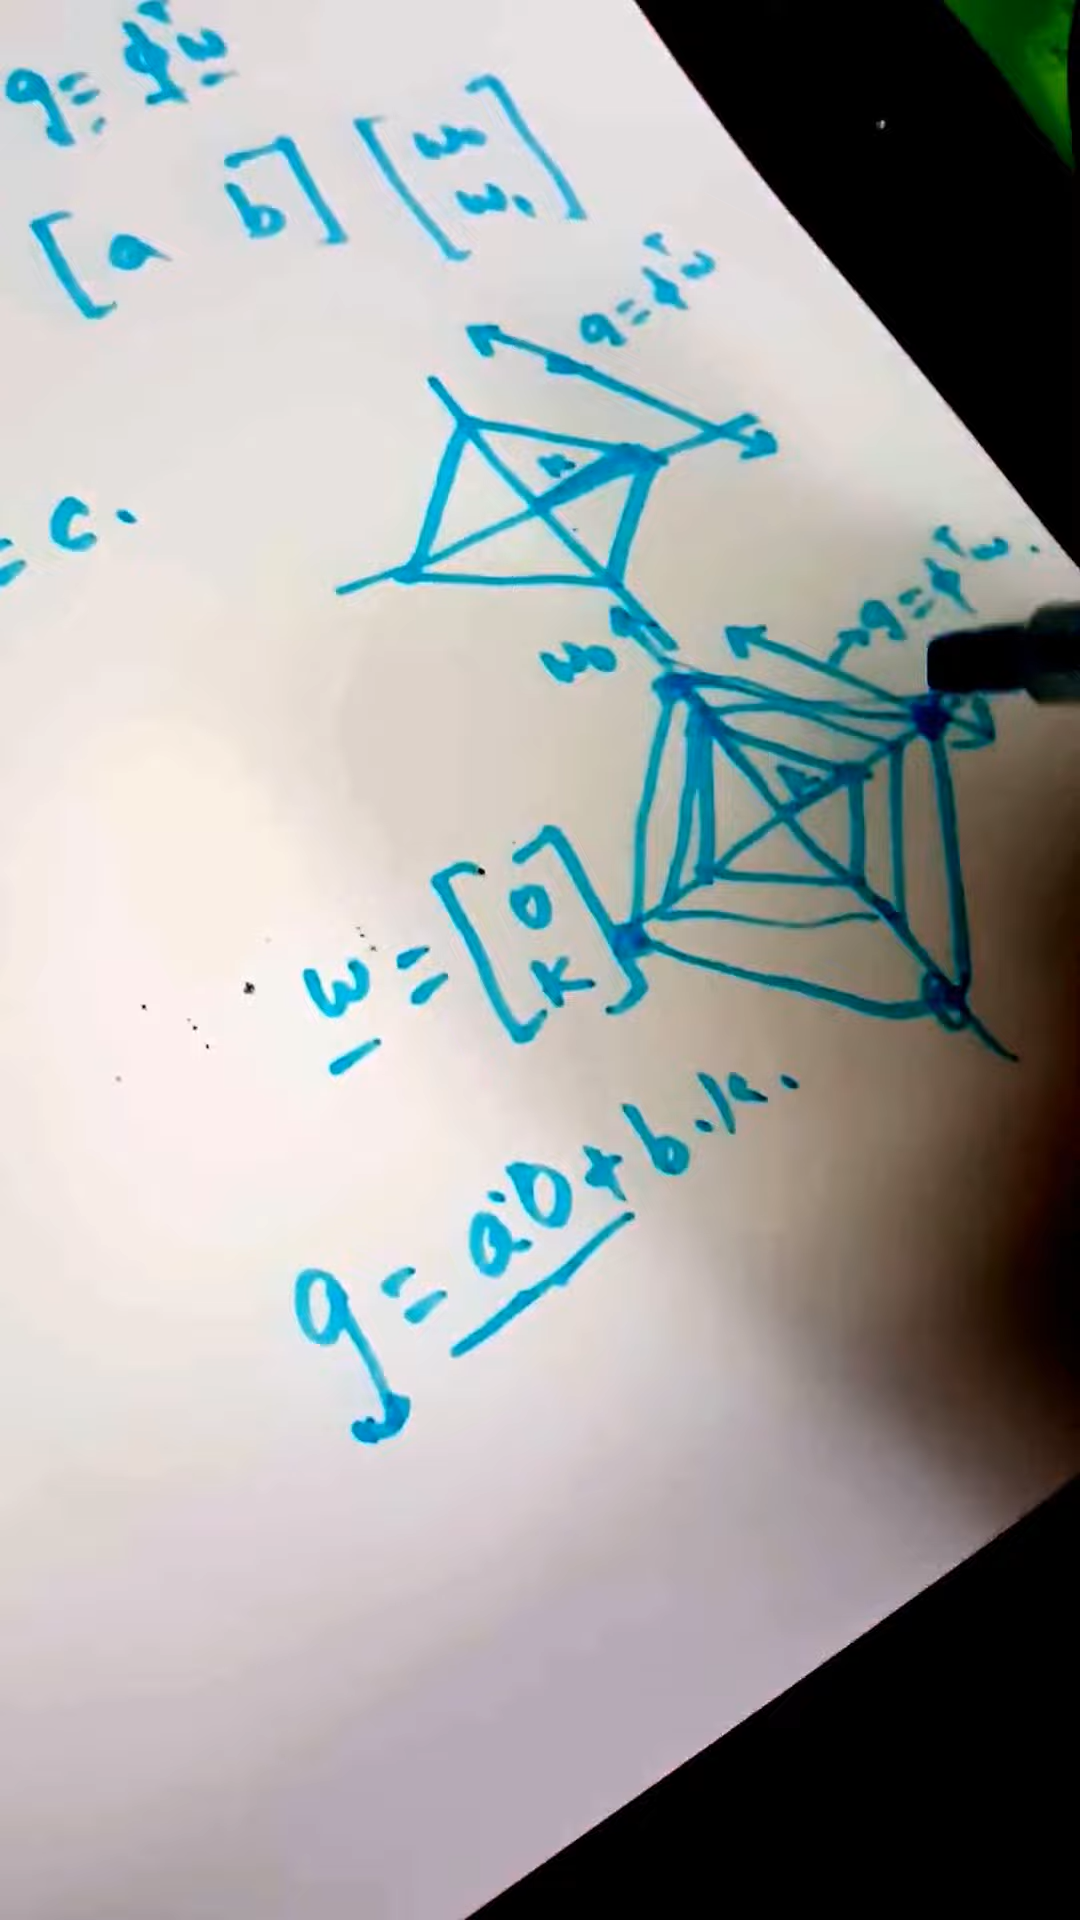 q = φᵀw
[a b] [w₀
w₁]
q = φᵀw
= c.
q = φᵀw.
w₀
k
w = [0
k]
q = a·0 + b·k.